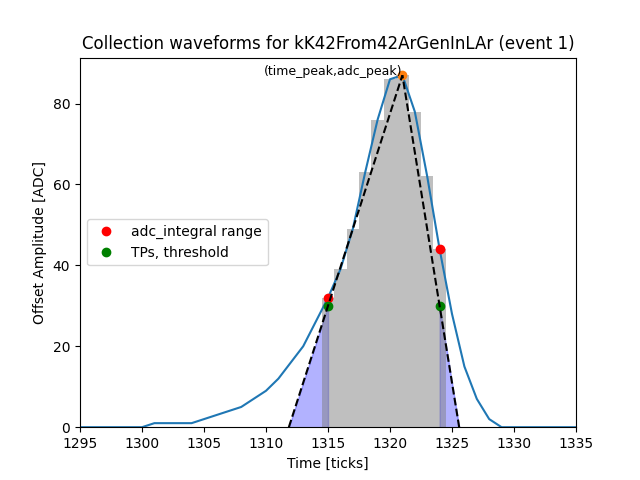 Collection waveforms for kK42From42ArGenInLAr (event 1)
(time_peak,adc_peak)
80
60
40
20
0
Offset Amplitude [ADC]
adc_integral range
TPs, threshold
1295 1300 1305 1310 1315 1320 1325 1330 1335
Time [ticks]